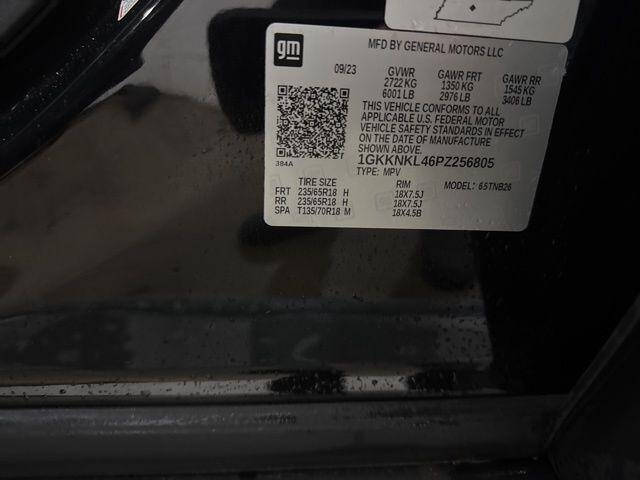 gm
MFD BY GENERAL MOTORS LLC
09/23 GVWR GAWR FRT GAWR RR
2722 KG 1350 KG 1545 KG
6001 LB 2976 LB 3406 LB
THIS VEHICLE CONFORMS TO ALL
APPLICABLE U.S. FEDERAL MOTOR
VEHICLE SAFETY STANDARDS IN EFFECT
ON THE DATE OF MANUFACTURE
SHOWN ABOVE.
384A
1GKKNKL46PZ256805
TYPE: MPV
TIRE SIZE RIM MODEL: 6STNB26
FRT 235/65R18 H 18X7.5J
RR 235/65R18 H 18X7.5J
SPA T135/70R18 M 18X4.5B